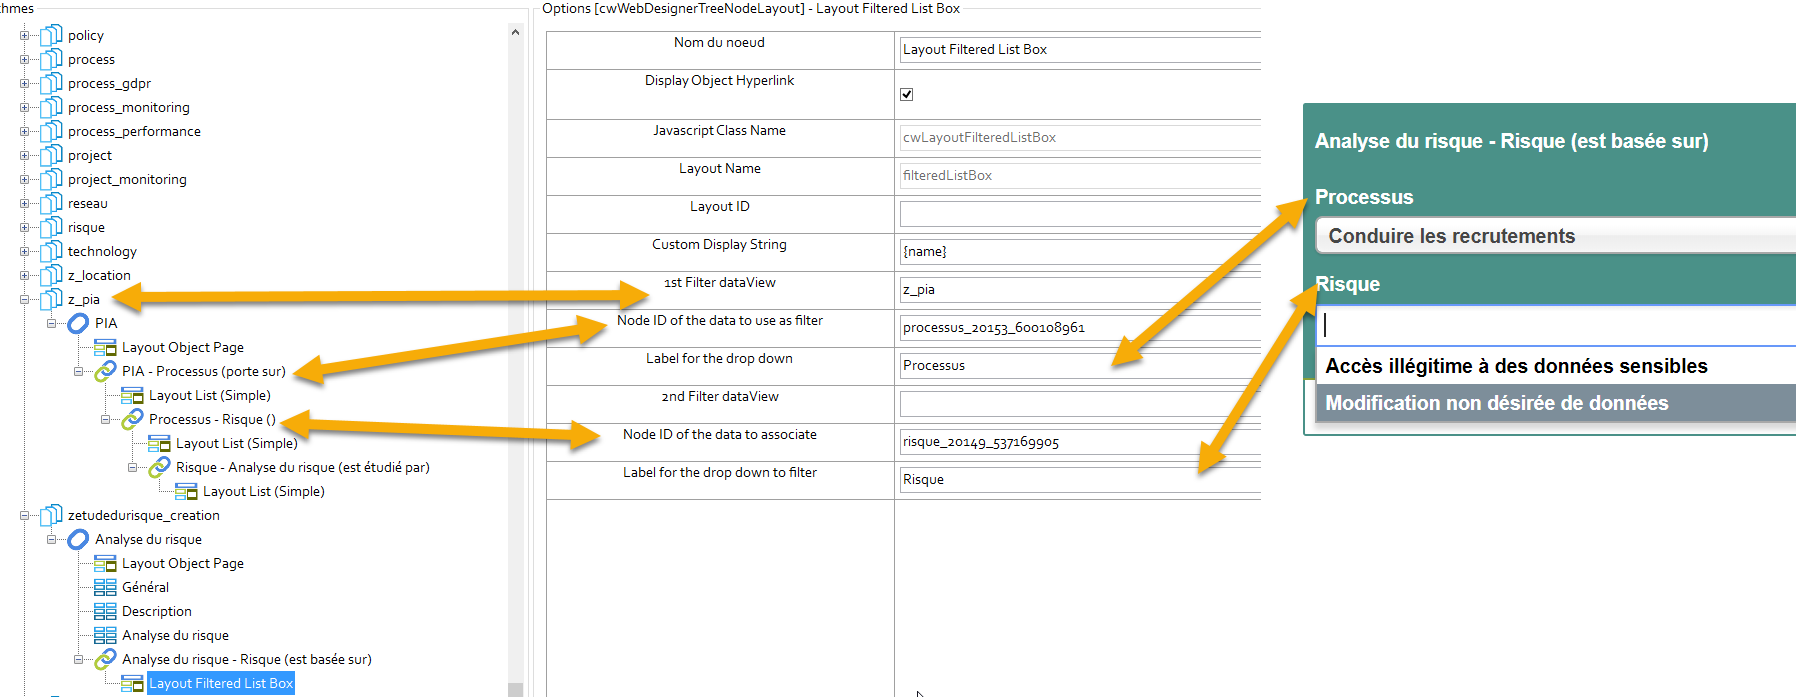 thmes
policy
process
process_gdpr
process_monitoring
process_performance
project
project_monitoring
reseau
risque
technology
z_location
z_pia
PIA
Layout Object Page
PIA - Processus (porte sur)
Layout List (Simple)
Processus - Risque ()
Layout List (Simple)
Risque - Analyse du risque (est étudié par)
Layout List (Simple)
zetudedurisque_creation
Analyse du risque
Layout Object Page
Général
Description
Analyse du risque
Analyse du risque - Risque (est basée sur)
Layout Filtered List Box
Options [cwWebDesignerTreeNodeLayout] - Layout Filtered List Box
Nom du noeud
Layout Filtered List Box
Display Object Hyperlink
Javascript Class Name
cwLayoutFilteredListBox
Layout Name
filteredListBox
Layout ID
Custom Display String
{name}
1st Filter dataView
z_pia
Node ID of the data to use as filter
processus_20153_600108961
Label for the drop down
Processus
2nd Filter dataView
Node ID of the data to associate
risque_20149_537169905
Label for the drop down to filter
Risque
Analyse du risque - Risque (est basée sur)
Processus
Conduire les recrutements
Risque
Accès illégitime à des données sensibles
Modification non désirée de données